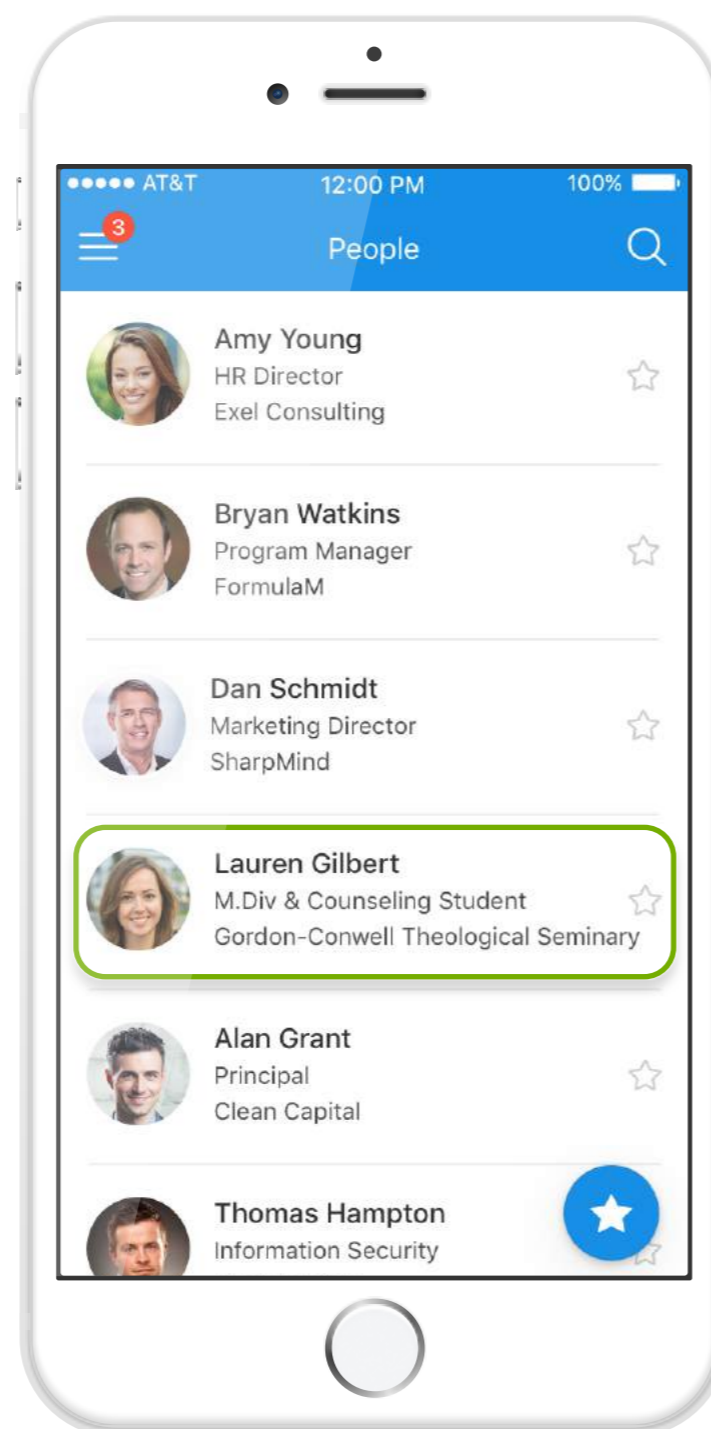 AT&T 12:00 PM 100%
3
People
Amy Young
HR Director
Exel Consulting
Bryan Watkins
Program Manager
FormulaM
Dan Schmidt
Marketing Director
SharpMind
Lauren Gilbert
M.Div & Counseling Student
Gordon-Conwell Theological Seminary
Alan Grant
Principal
Clean Capital
Thomas Hampton
Information Security